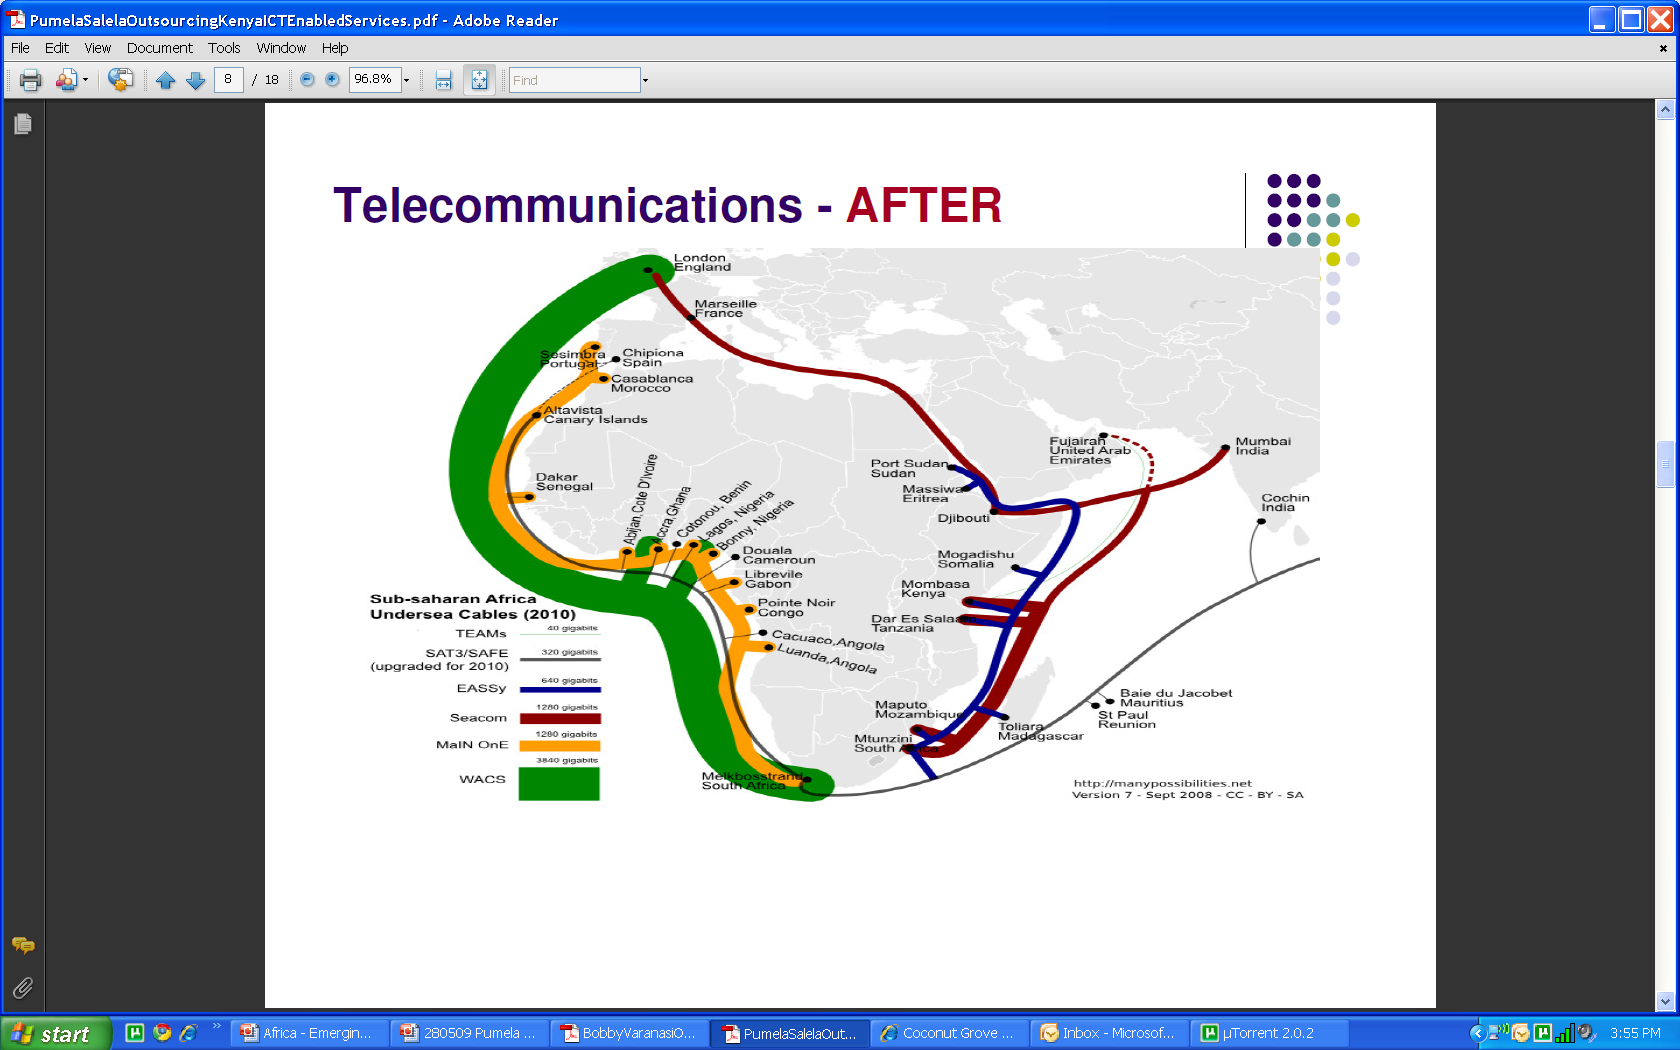 PumelaSalelaOutsourcingKenyaICTEnabledServices.pdf - Adobe Reader
File Edit View Document Tools Window Help
8 / 18 96.8% Find
Telecommunications - AFTER
London
England
Marseille
France
Sesimbra
Portugal
Chipiona
Spain
Casablanca
Morocco
Altavista
Canary Islands
Dakar
Senegal
Abijan,Cote D'Ivoire
Accra Ghana
Cotonou, Benin
Lagos, Nigeria
Bonny, Nigeria
Douala
Cameroun
Libreville
Gabon
Pointe Noir
Congo
Cacuaco,Angola
Luanda,Angola
Melkbosstrand
South Africa
Port Sudan
Sudan
Massiwa
Eritrea
Djibouti
Fujairah
United Arab
Emirates
Mumbai
India
Cochin
India
Mogadishu
Somalia
Mombasa
Kenya
Dar Es Salaam
Tanzania
Maputo
Mozambique
Mtunzini
South Africa
Toliara
Madagascar
Baie du Jacobet
Mauritius
St Paul
Reunion
Sub-saharan Africa
Undersea Cables (2010)
TEAMs 40 gigabits
SAT3/SAFE 320 gigabits
(upgraded for 2010)
EASSy 640 gigabits
Seacom 1280 gigabits
MaIN OnE 1280 gigabits
WACS 3840 gigabits
http://manypossibilities.net
Version 7 - Sept 2008 - CC - BY - SA
start Africa - Emergin... 280509 Pumela ... BobbyVaranasiO... PumelaSalelaOut... Coconut Grove ... Inbox - Microsof... µTorrent 2.0.2 3:55 PM